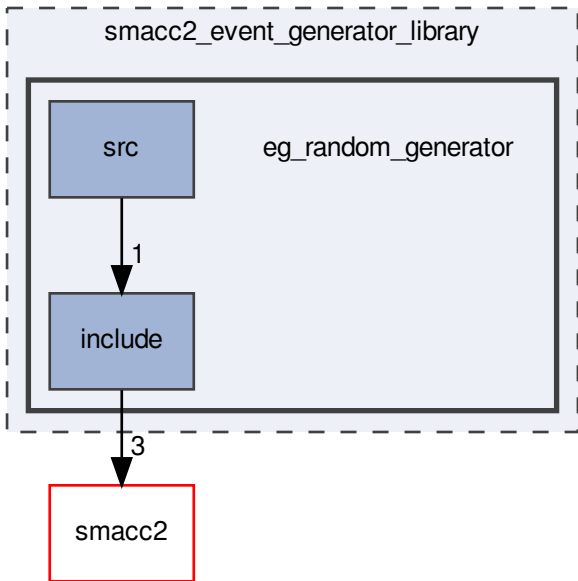 smacc2_event_generator_library
src
eg_random_generator
1
include
3
smacc2